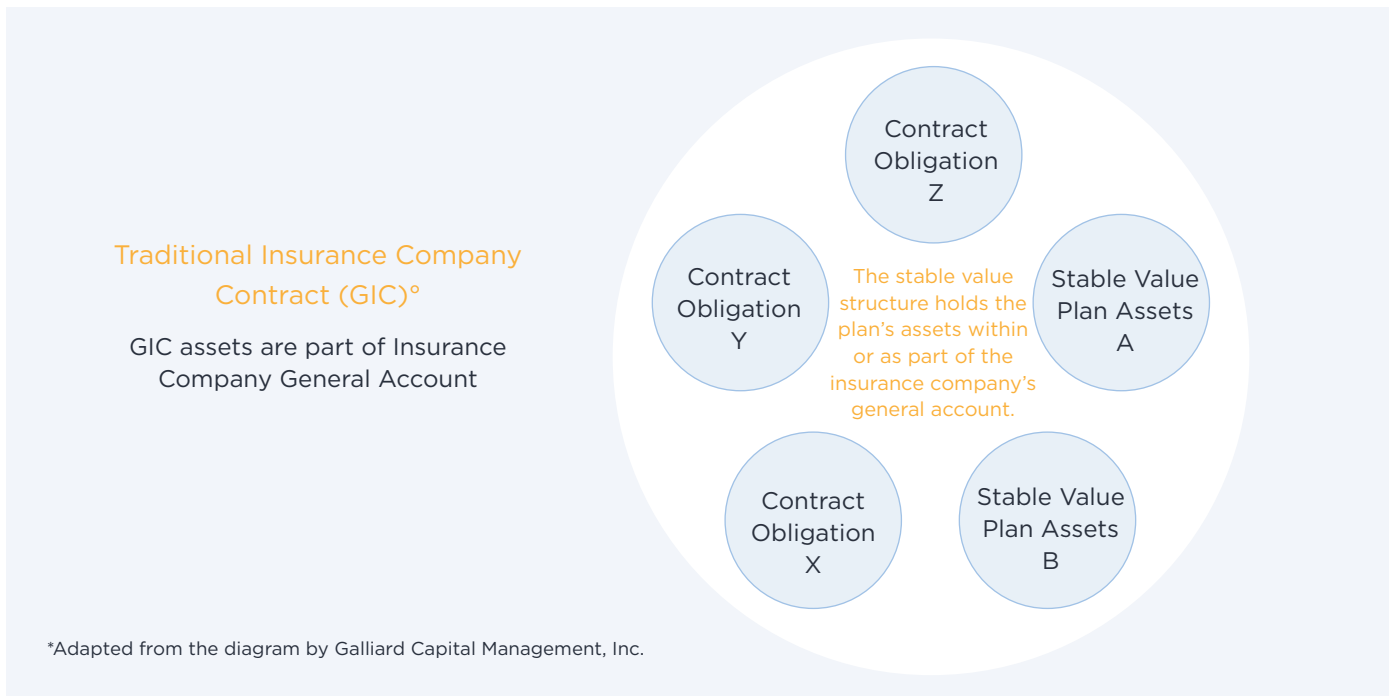 Traditional Insurance Company
Contract (GIC)°
GIC assets are part of Insurance
Company General Account
Contract
Obligation
Z
Contract
Obligation
Y
The stable value
structure holds the
plan’s assets within
or as part of the
insurance company’s
general account.
Stable Value
Plan Assets
A
Contract
Obligation
X
Stable Value
Plan Assets
B
*Adapted from the diagram by Galliard Capital Management, Inc.